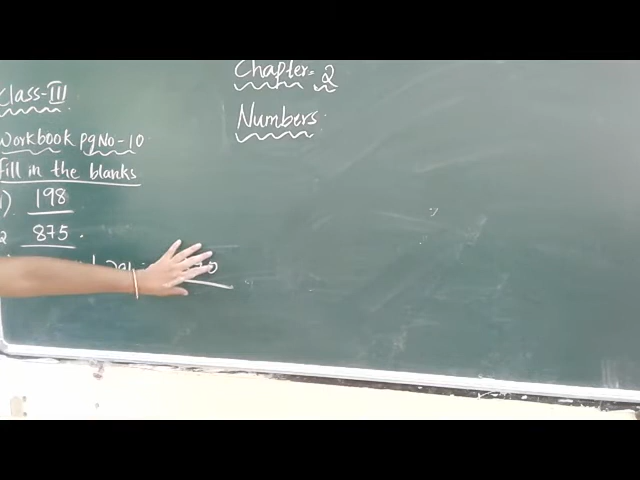 Chapter-2
Numbers
Class-III
Workbook pgNo-10
fill in the blanks
1) 198
2 875.